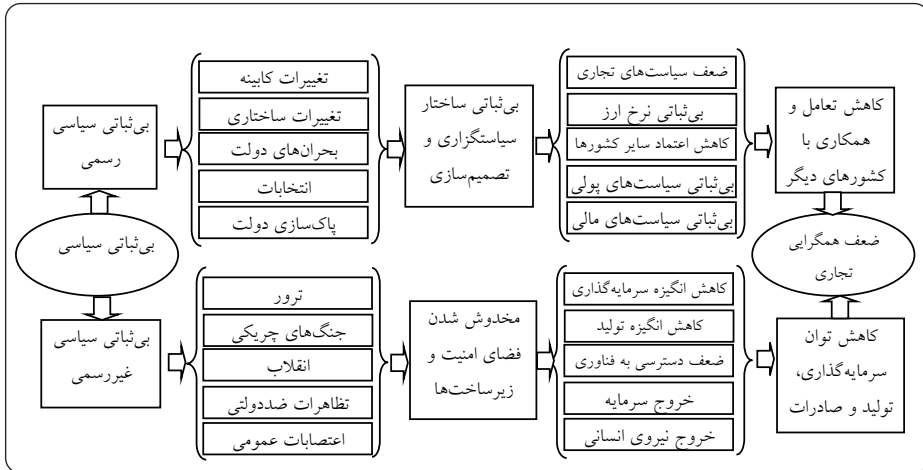 بی‌ثباتی سیاسی
بی‌ثباتی سیاسی
رسمی
تغییرات کابینه
تغییرات ساختاری
بحران‌های دولت
انتخابات
پاک‌سازی دولت
بی‌ثباتی ساختار
سیاستگزاری و
تصمیم‌سازی
ضعف سیاست‌های تجاری
بی‌ثباتی نرخ ارز
کاهش اعتماد سایر کشورها
بی‌ثباتی سیاست‌های پولی
بی‌ثباتی سیاست‌های مالی
کاهش تعامل و
همکاری با
کشورهای دیگر
بی‌ثباتی سیاسی
غیررسمی
ترور
جنگ‌های چریکی
انقلاب
تظاهرات ضددولتی
اعتصابات عمومی
مخدوش شدن
فضای امنیت و
زیرساخت‌ها
کاهش انگیزه سرمایه‌گذاری
کاهش انگیزه تولید
ضعف دسترسی به فناوری
خروج سرمایه
خروج نیروی انسانی
کاهش توان
سرمایه‌گذاری،
تولید و صادرات
ضعف همگرایی
تجاری